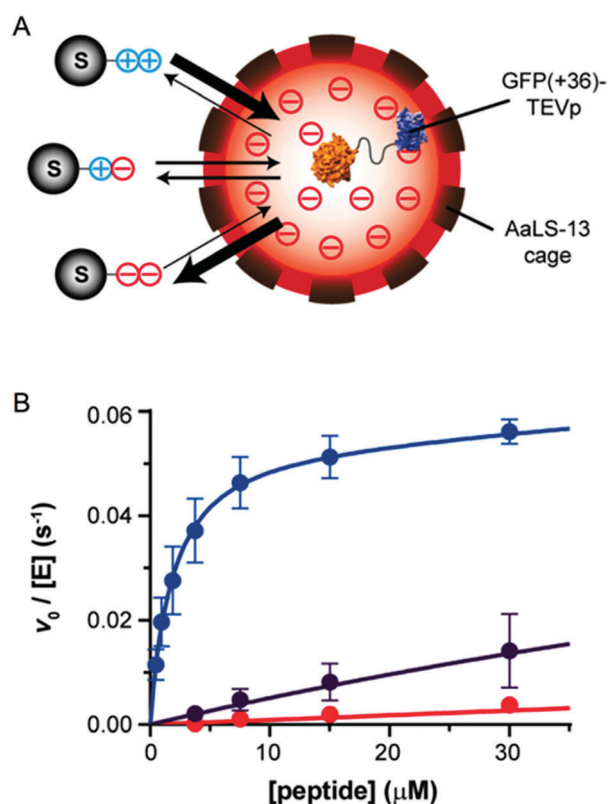 A
S ++
S +−
S −−
GFP(+36)-
TEVp
AaLS-13
cage
B
v0 / [E] (s-1)
0.06
0.04
0.02
0.00
0 10 20 30
[peptide] (μM)